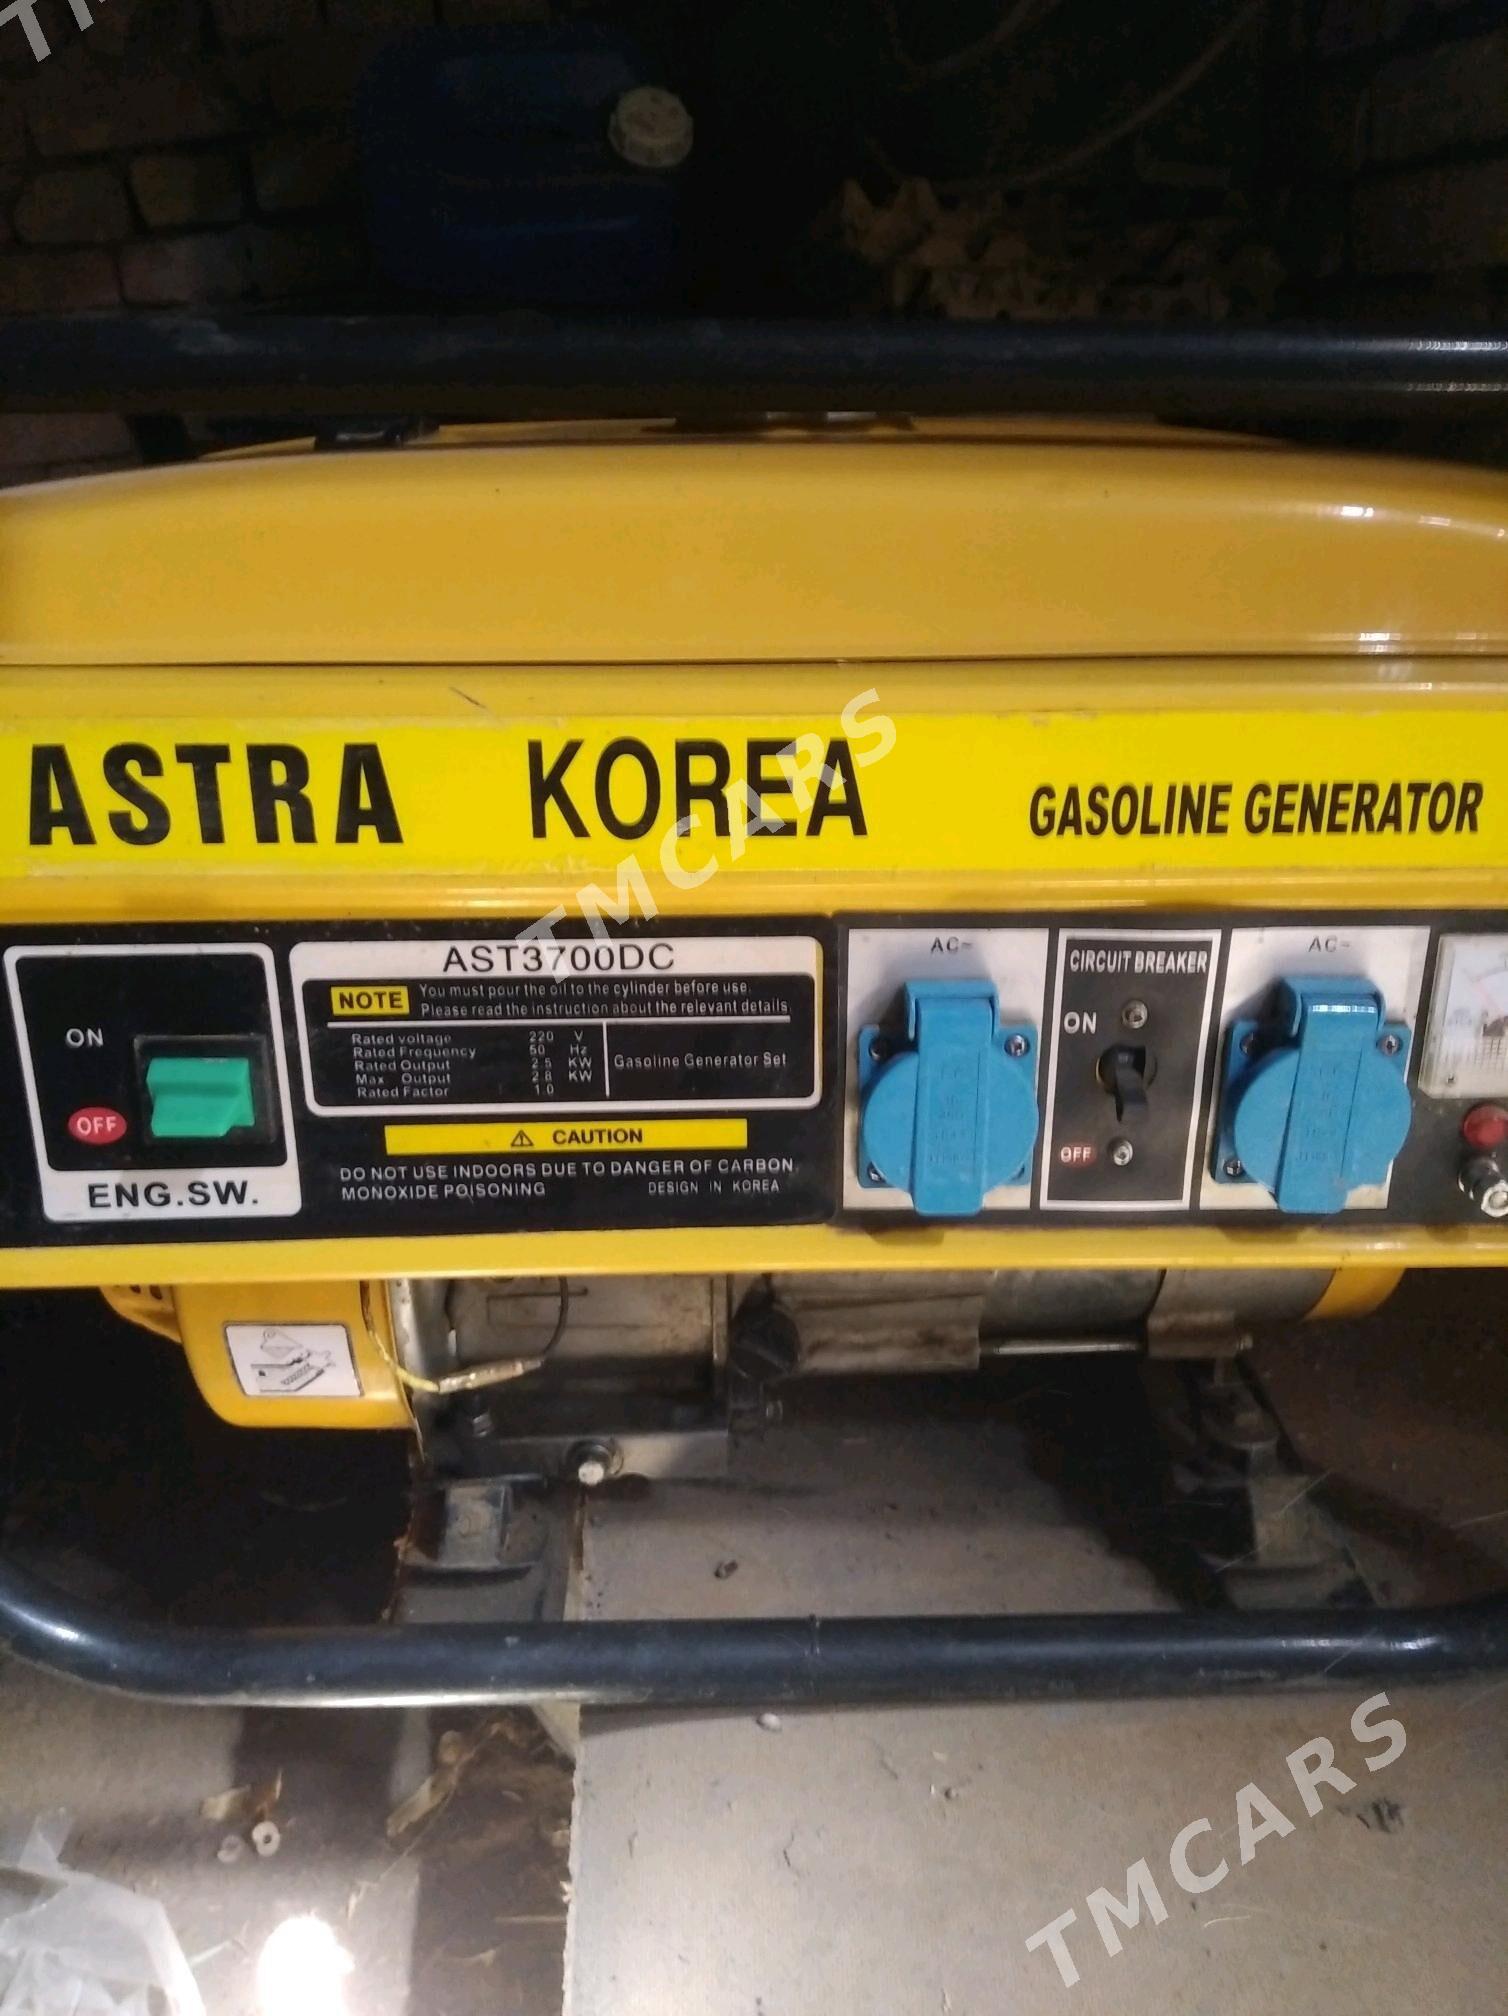 TM
ASTRA KOREA GASOLINE GENERATOR
TMCARS
ON
OFF
ENG.SW.
AST3700DC
NOTE You must pour the oil to the cylinder before use.
Please read the instruction about the relevant details.
Rated voltage 220 V
Rated Frequency 50 Hz
Rated Output 2.5 KW
Max Output 2.8 KW
Rated Factor 1.0
Gasoline Generator Set
⚠ CAUTION
DO NOT USE INDOORS DUE TO DANGER OF CARBON.
MONOXIDE POISONING DESIGN IN KOREA
AC~
CIRCUIT BREAKER
ON
OFF
AC~
TMCARS